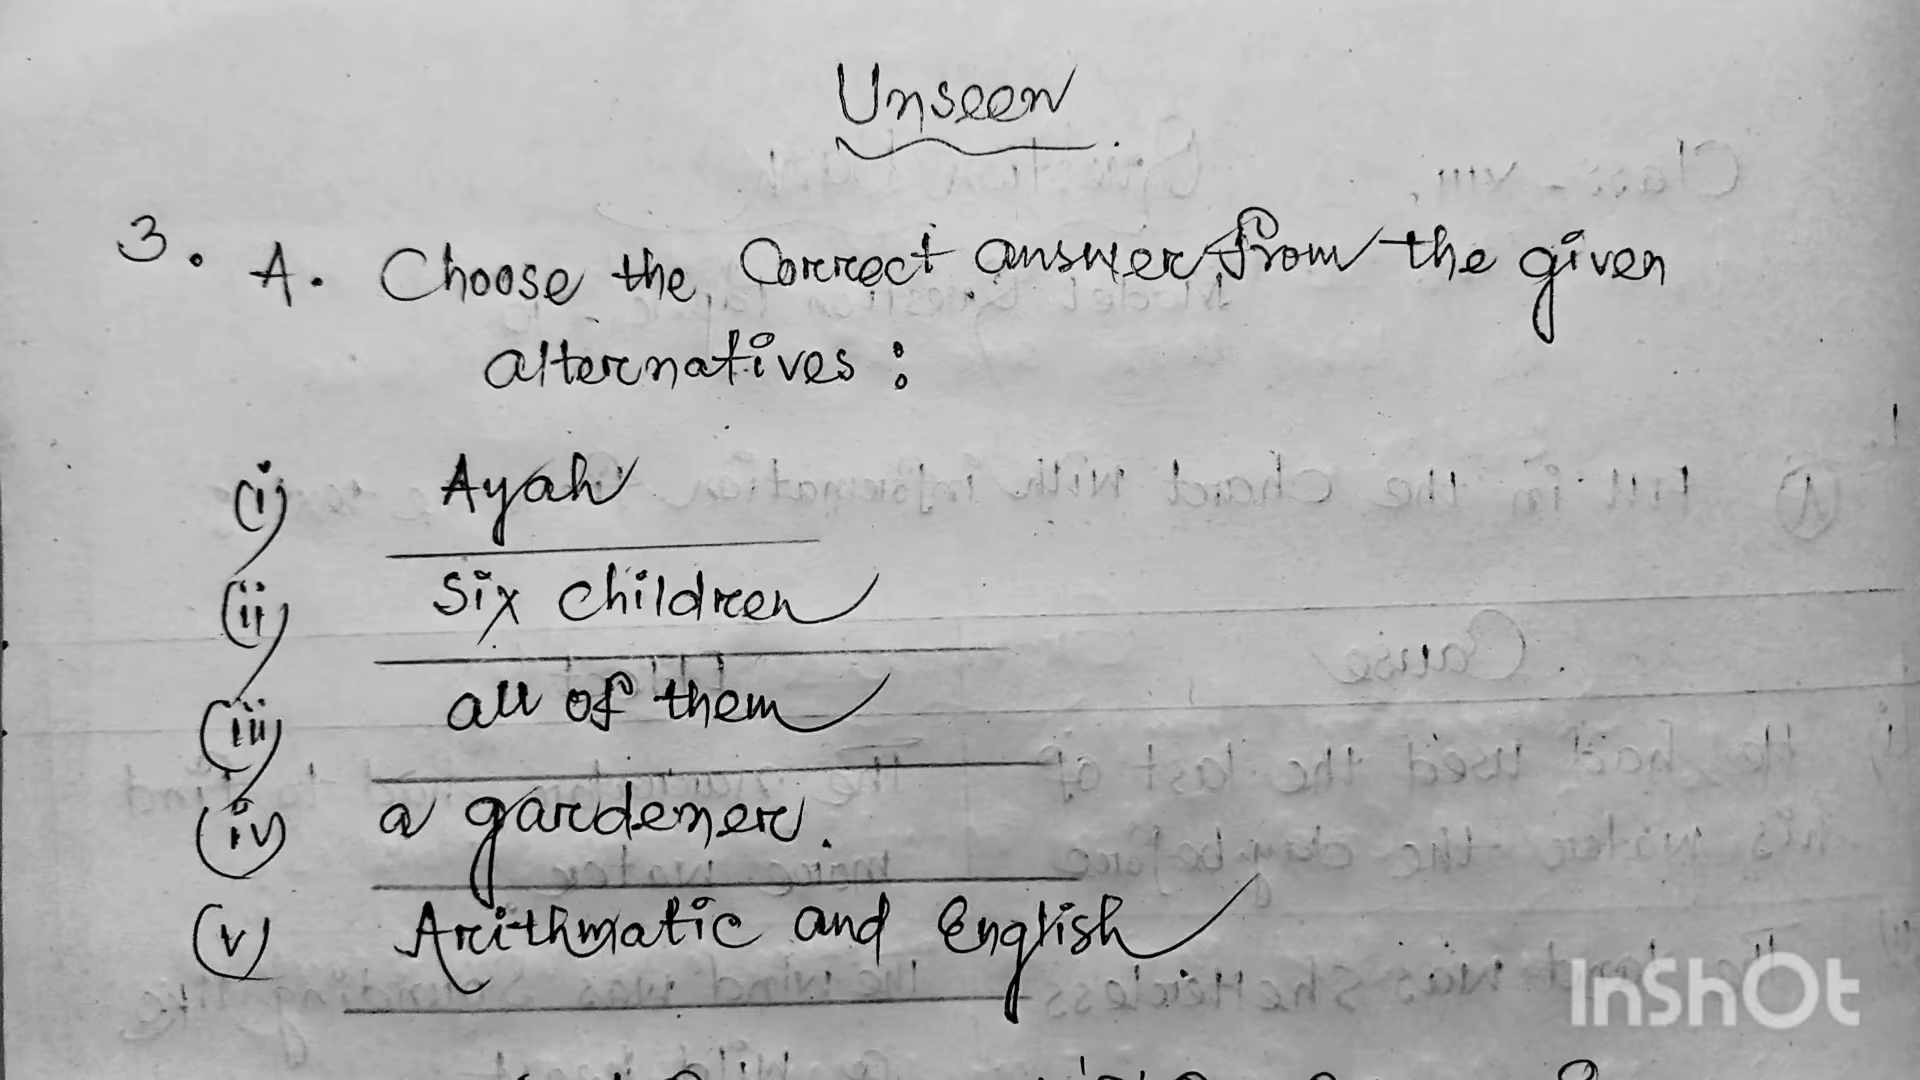 Unseen
3. A. Choose the Correct answer from the given
alternatives :
(i) Ayah
(ii) Six children
(iii) all of them
(iv) a gardener.
(v) Arithmatic and English
InShOt